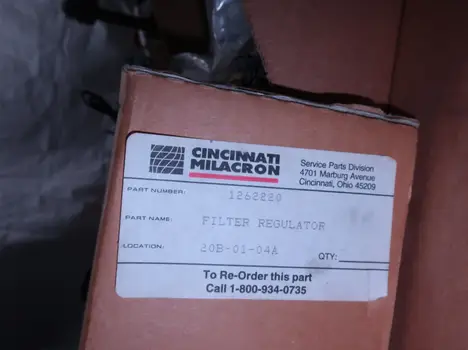 CINCINNATI
MILACRON
Service Parts Division
4701 Marburg Avenue
Cincinnati, Ohio 45209
PART NUMBER: 1262220
PART NAME: FILTER REGULATOR
LOCATION: 20B-01-04A
QTY:
To Re-Order this part
Call 1-800-934-0735